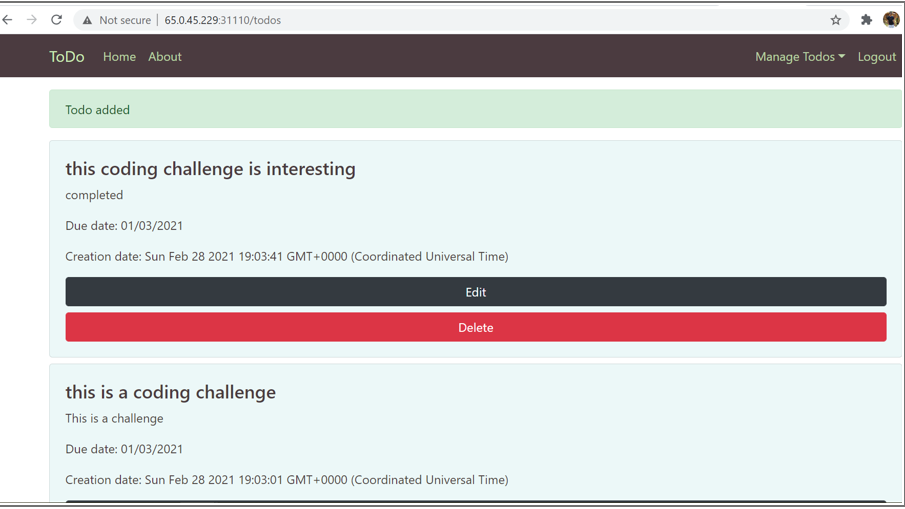 Not secure | 65.0.45.229:31110/todos
ToDo Home About Manage Todos Logout
Todo added
this coding challenge is interesting
completed
Due date: 01/03/2021
Creation date: Sun Feb 28 2021 19:03:41 GMT+0000 (Coordinated Universal Time)
Edit
Delete
this is a coding challenge
This is a challenge
Due date: 01/03/2021
Creation date: Sun Feb 28 2021 19:03:01 GMT+0000 (Coordinated Universal Time)